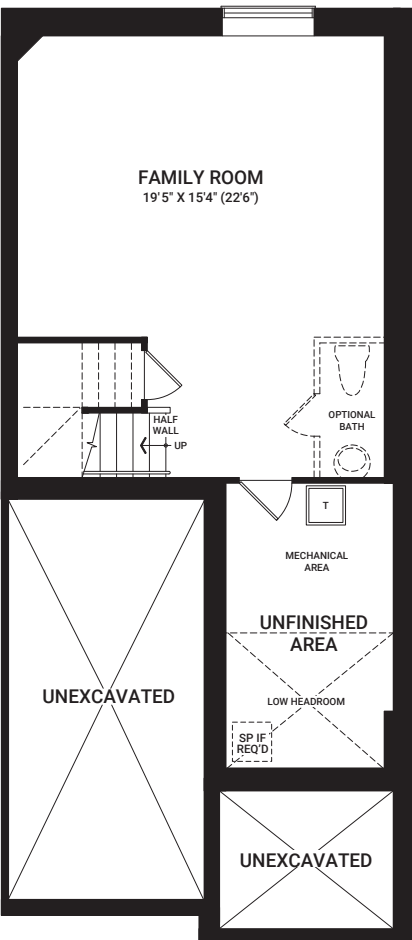 FAMILY ROOM
19'5" X 15'4" (22'6")
HALF
WALL
UP
OPTIONAL
BATH
T
MECHANICAL
AREA
UNFINISHED
AREA
LOW HEADROOM
UNEXCAVATED
SP IF
REQ'D
UNEXCAVATED